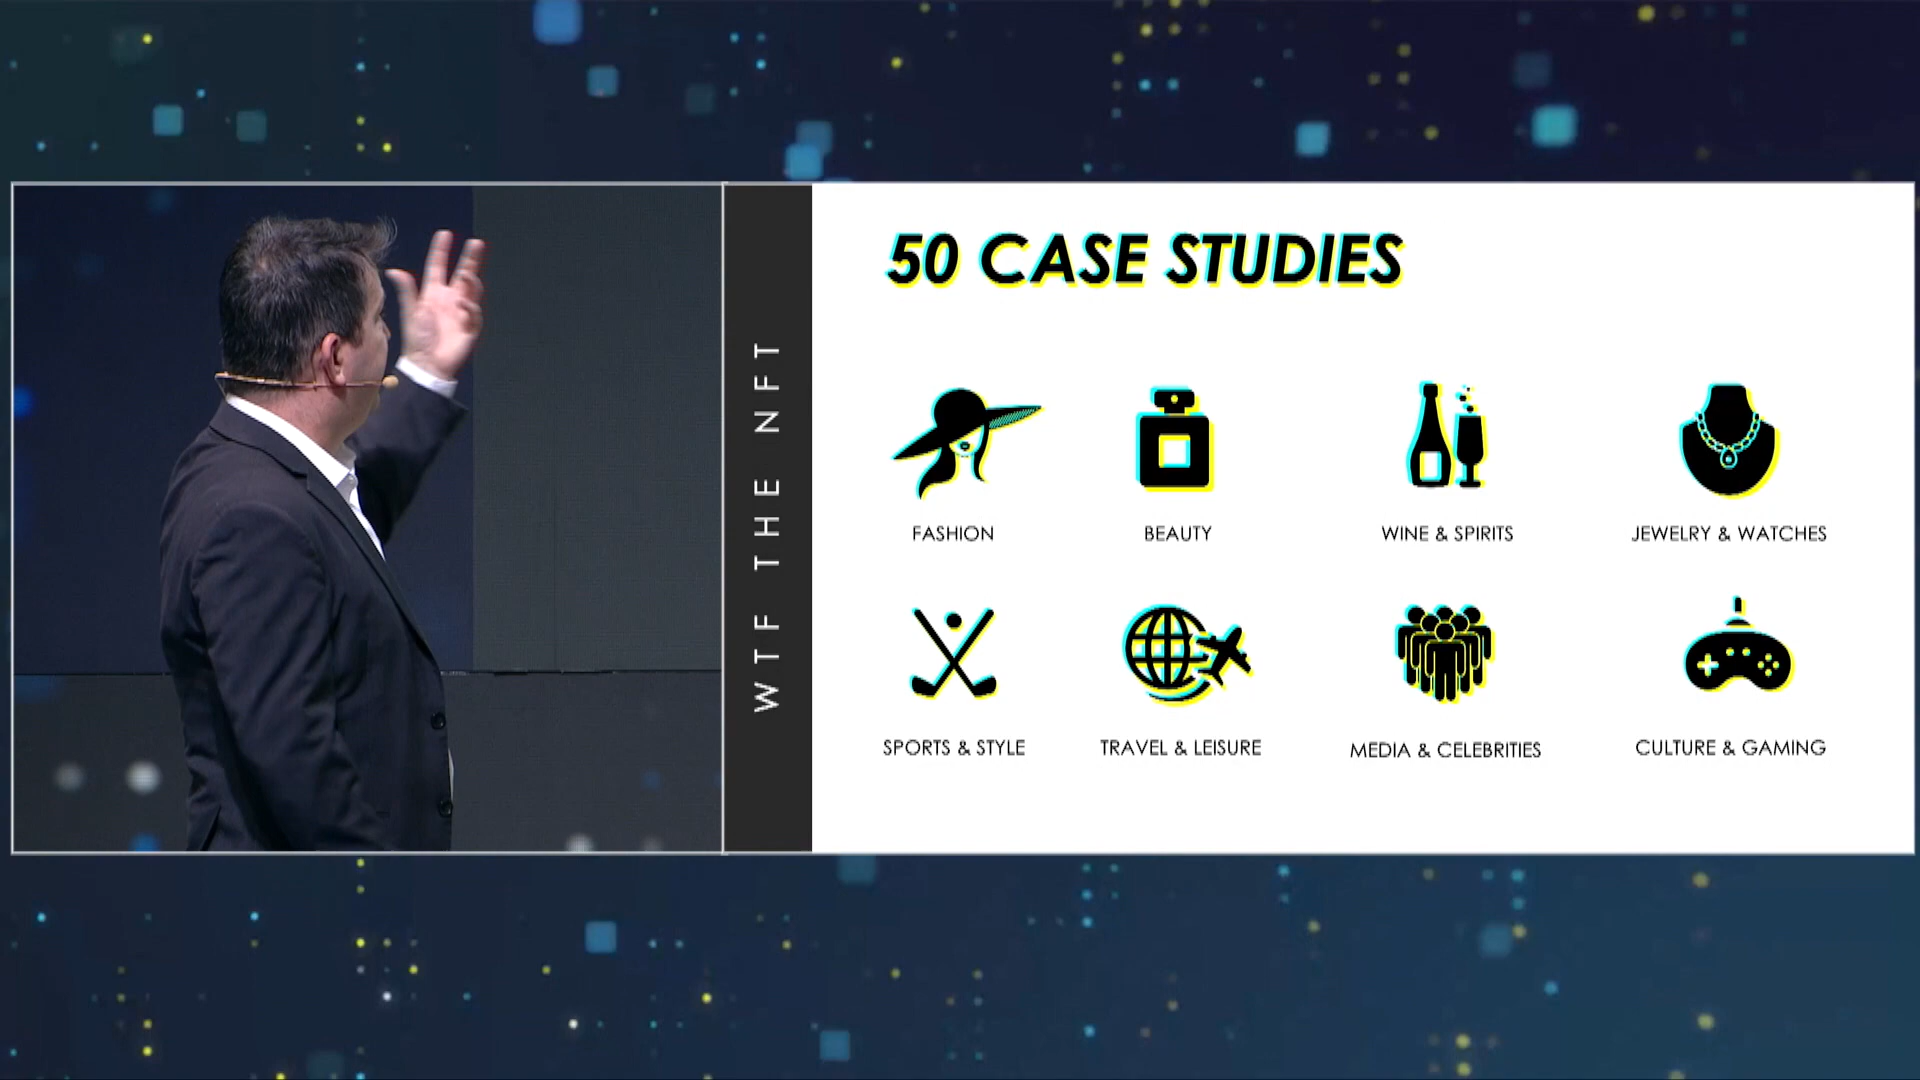 WTF THE NFT
50 CASE STUDIES
FASHION
BEAUTY
WINE & SPIRITS
JEWELRY & WATCHES
SPORTS & STYLE
TRAVEL & LEISURE
MEDIA & CELEBRITIES
CULTURE & GAMING